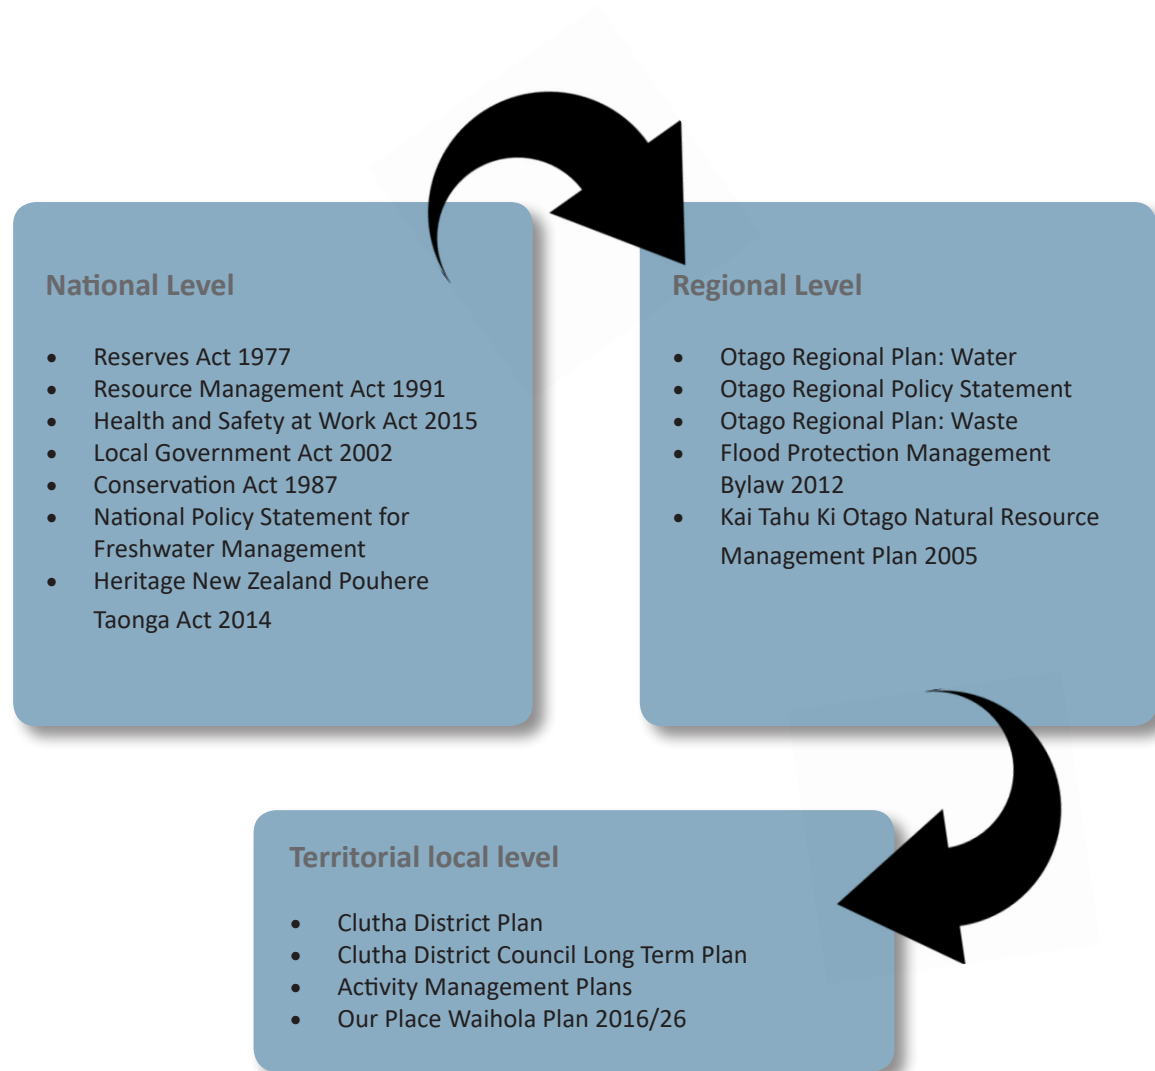 National Level
• Reserves Act 1977
• Resource Management Act 1991
• Health and Safety at Work Act 2015
• Local Government Act 2002
• Conservation Act 1987
• National Policy Statement for
Freshwater Management
• Heritage New Zealand Pouhere
Taonga Act 2014
Regional Level
• Otago Regional Plan: Water
• Otago Regional Policy Statement
• Otago Regional Plan: Waste
• Flood Protection Management
Bylaw 2012
• Kai Tahu Ki Otago Natural Resource
Management Plan 2005
Territorial local level
• Clutha District Plan
• Clutha District Council Long Term Plan
• Activity Management Plans
• Our Place Waihola Plan 2016/26